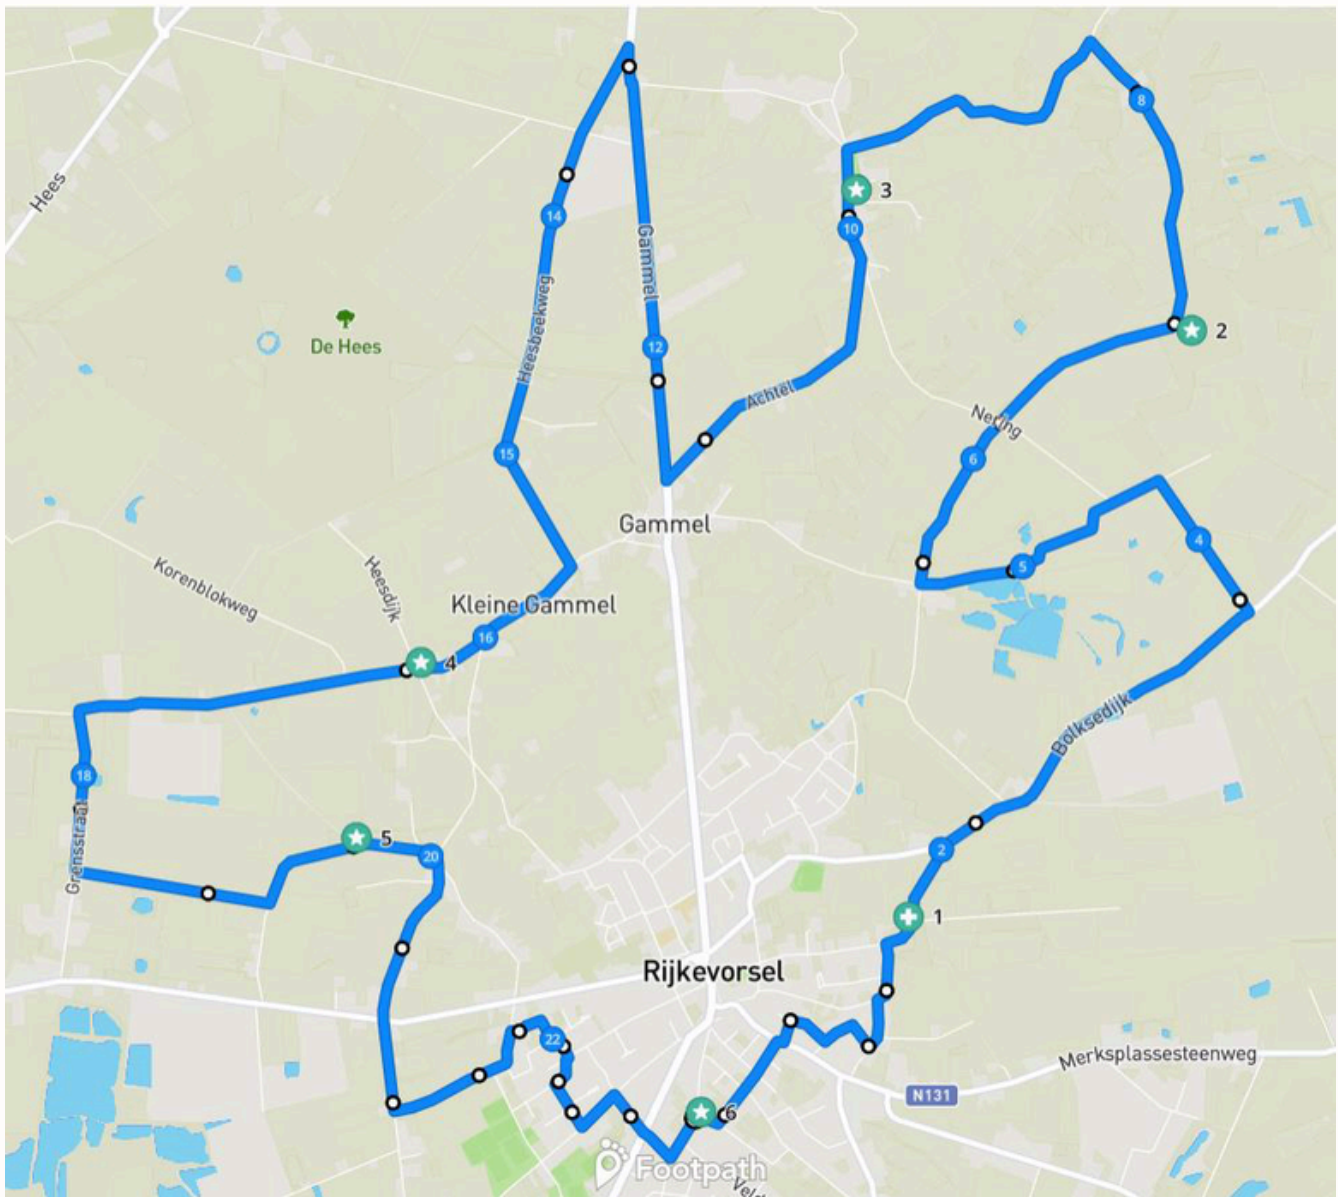 8
Hees
3
14
10
Gammel
2
Heesbeekweg
De Hees
12
Achtel
Nering
15
6
Gammel
4
5
Korenblokweg
Heesdijk
Kleine Gammel
16
4
Bolksedijk
18
Grensstraat
5
20
2
1
Rijkevorsel
22
Merksplassesteenweg
N131
6
Footpath